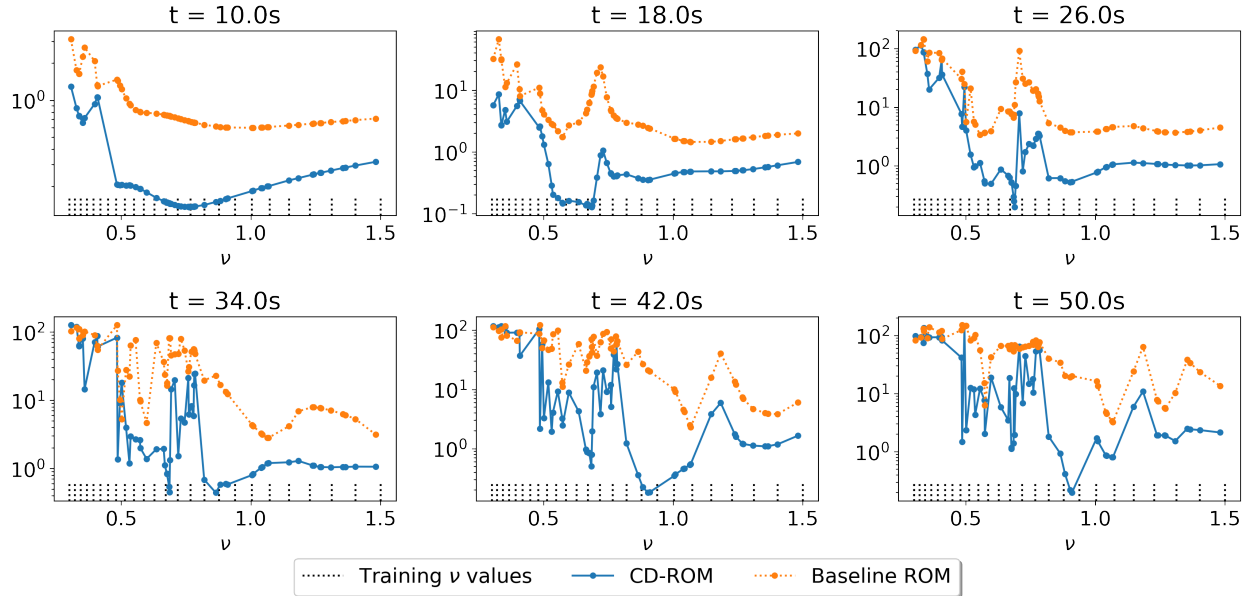 t = 10.0s
t = 18.0s
t = 26.0s
10⁰
10¹
10⁰
10⁻¹
10²
10¹
10⁰
0.5 1.0 1.5
0.5 1.0 1.5
0.5 1.0 1.5
ν
ν
ν
t = 34.0s
t = 42.0s
t = 50.0s
10²
10¹
10⁰
10²
10¹
10⁰
10²
10¹
10⁰
0.5 1.0 1.5
0.5 1.0 1.5
0.5 1.0 1.5
ν
ν
ν
Training ν values CD-ROM Baseline ROM